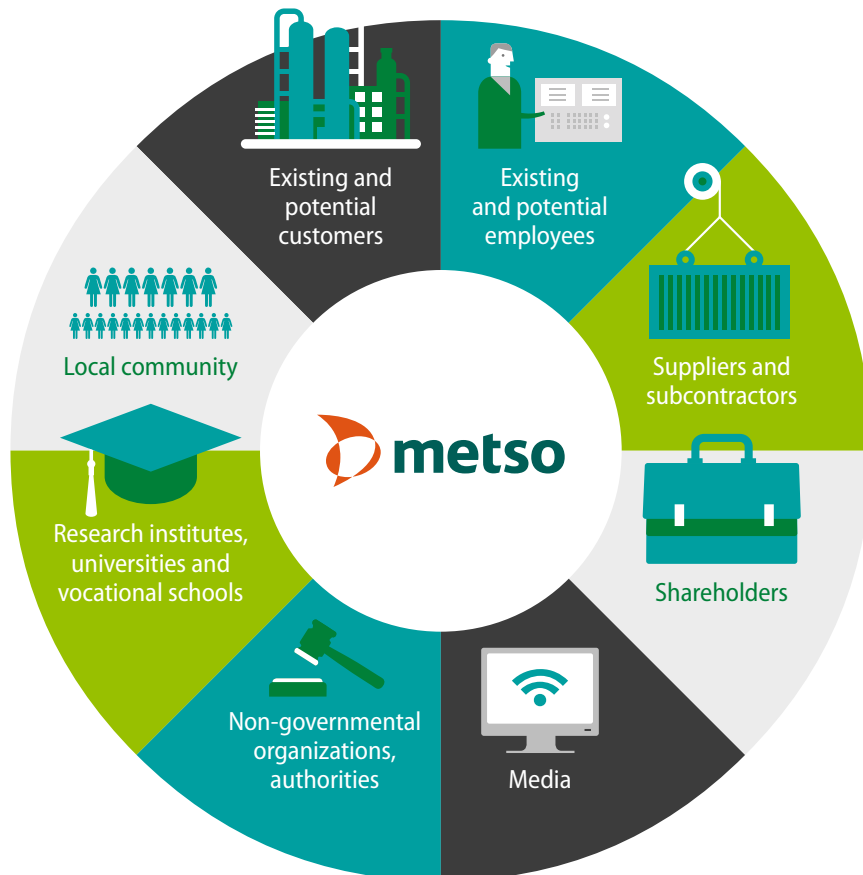 Existing and
potential
customers
Existing
and potential
employees
Suppliers and
subcontractors
Local community
metso
Research institutes,
universities and
vocational schools
Shareholders
Non-governmental
organizations,
authorities
Media